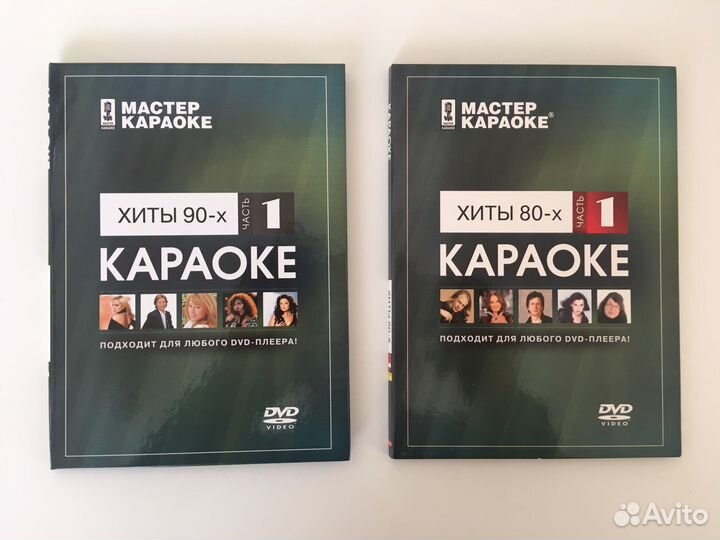 МАСТЕР
КАРАОКЕ
ХИТЫ 90-х
ЧАСТЬ
1
КАРАОКЕ
ПОДХОДИТ ДЛЯ ЛЮБОГО DVD-ПЛЕЕРА!
DVD
VIDEO
МАСТЕР
КАРАОКЕ®
ХИТЫ 80-х
ЧАСТЬ
1
КАРАОКЕ
ПОДХОДИТ ДЛЯ ЛЮБОГО DVD-ПЛЕЕРА!
DVD
VIDEO
Avito